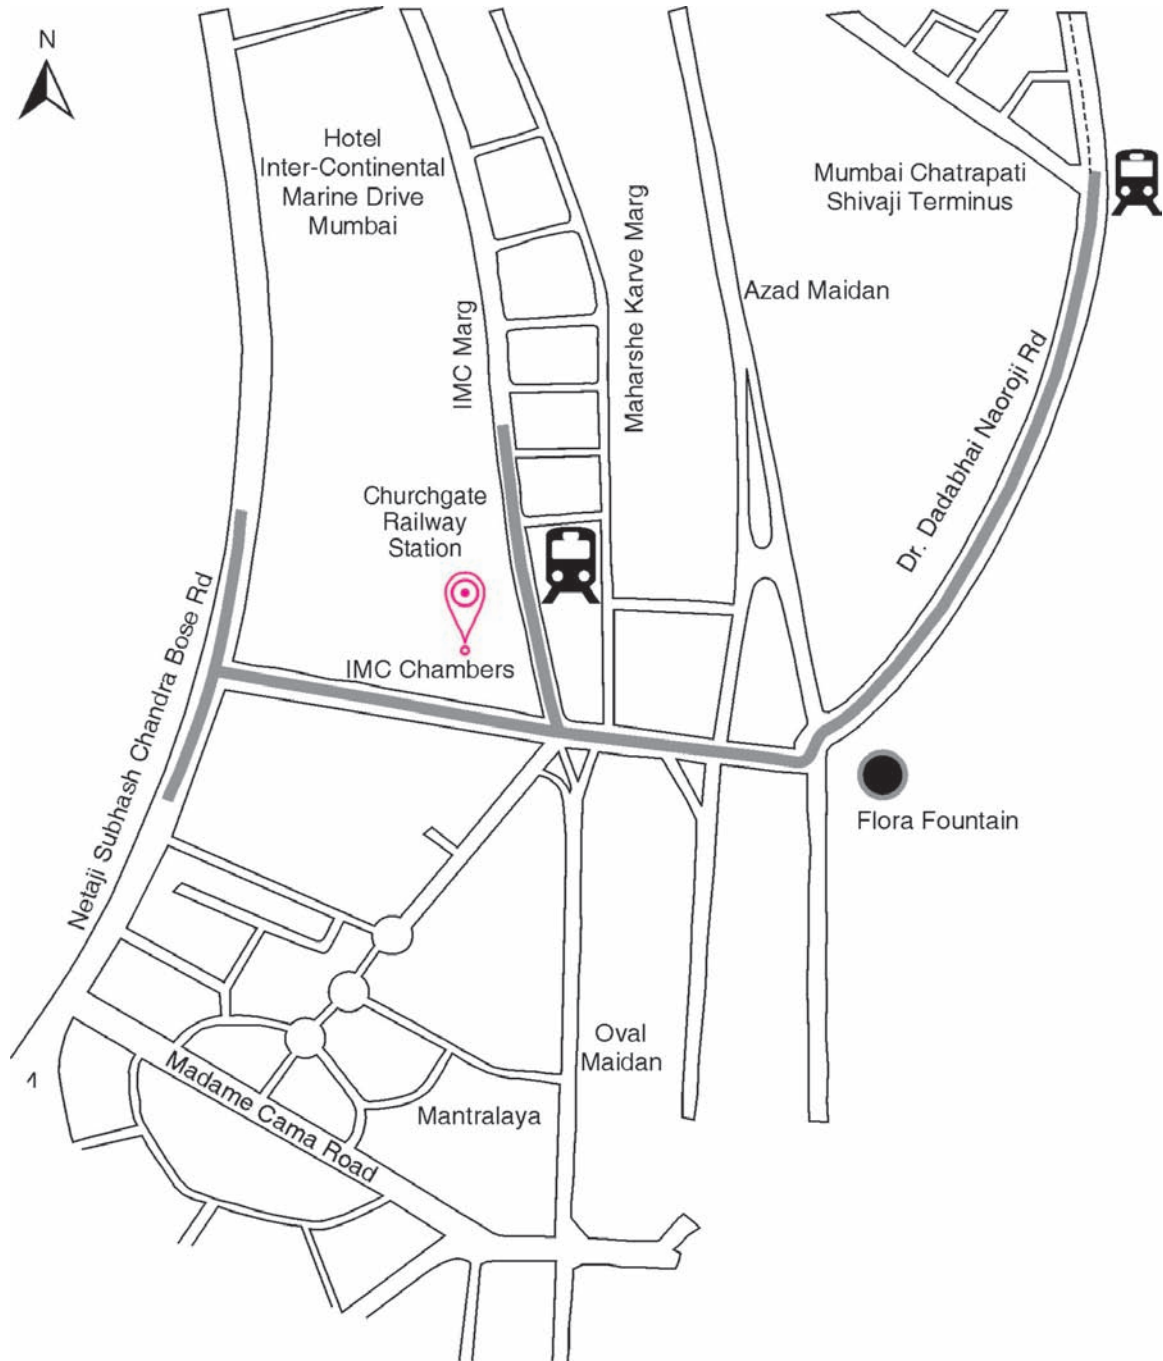 N
Hotel
Inter-Continental
Marine Drive
Mumbai
Mumbai Chatrapati
Shivaji Terminus
Maharshe Karve Marg
Azad Maidan
IMC Marg
Dr. Dadabhai Naoroji Rd
Churchgate
Railway
Station
IMC Chambers
Netaji Subhash Chandra Bose Rd
Flora Fountain
Oval
Maidan
Madame Cama Road
Mantralaya